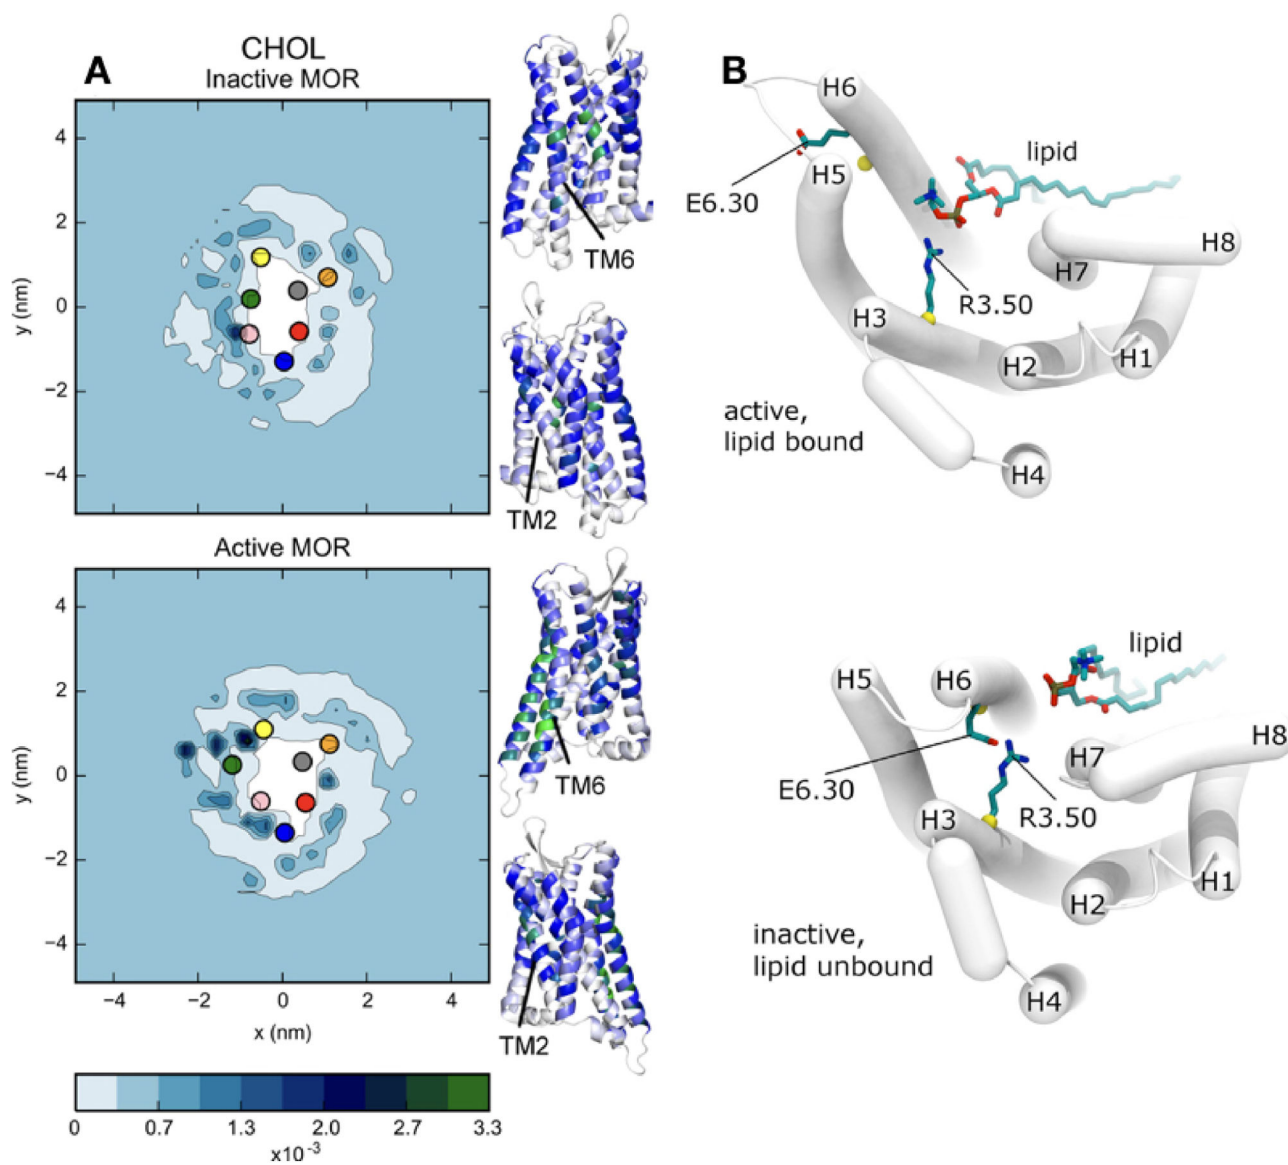 A
CHOL
Inactive MOR
4
2
0
−2
−4
y (nm)
TM6
TM2
Active MOR
4
2
0
−2
−4
y (nm)
−4 −2 0 2 4
x (nm)
TM6
TM2
0 0.7 1.3 2.0 2.7 3.3
x10⁻³
B
H6
lipid
H5
E6.30
H8
H7
R3.50
H3
H2
H1
active,
lipid bound
H4
lipid
H5
H6
H8
H7
E6.30
R3.50
H3
H1
H2
inactive,
lipid unbound
H4